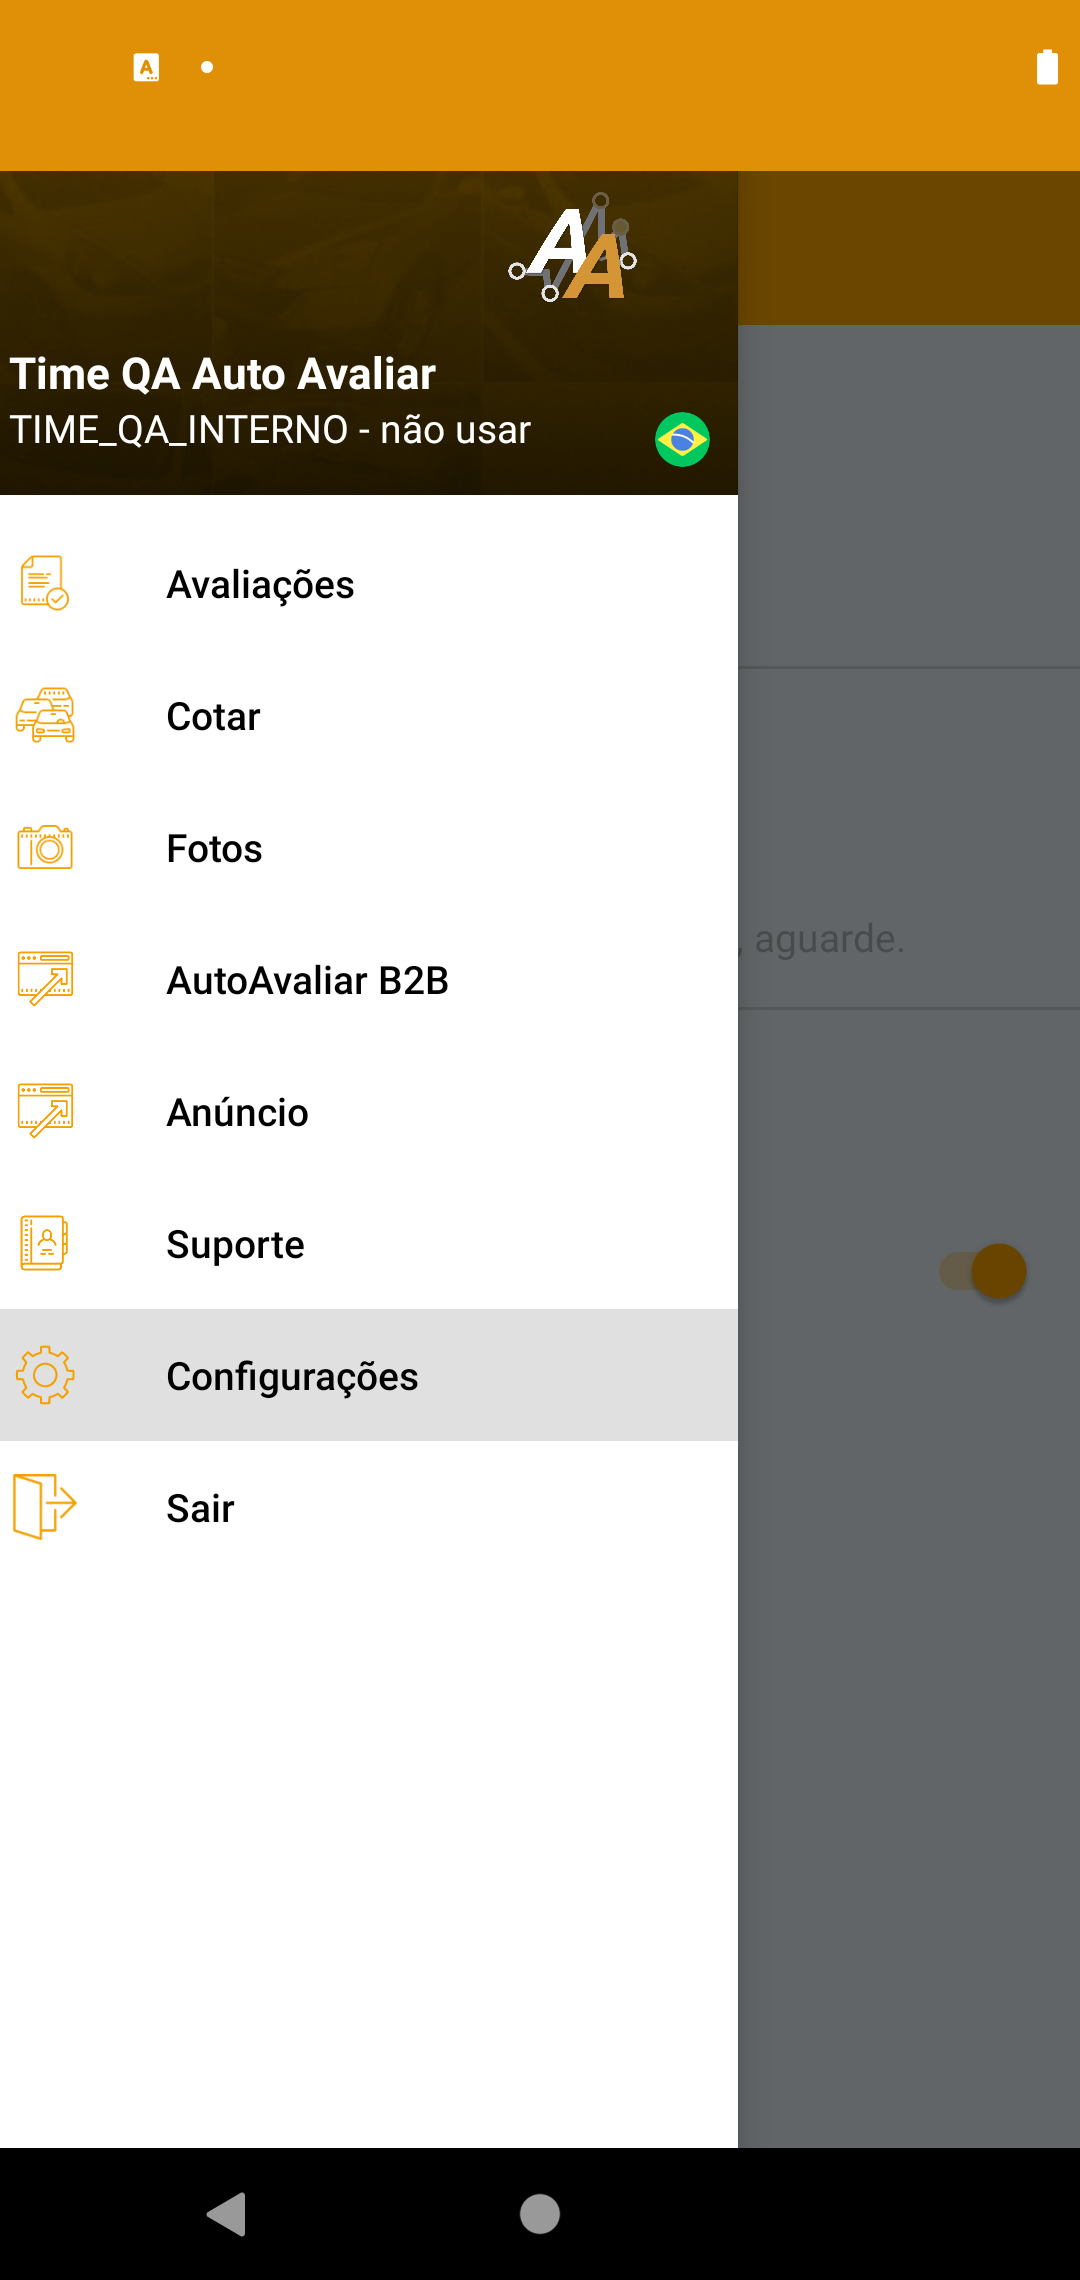 A
AA
Time QA Auto Avaliar
TIME_QA_INTERNO - não usar
Avaliações
Cotar
Fotos
, aguarde.
AutoAvaliar B2B
Anúncio
Suporte
Configurações
Sair